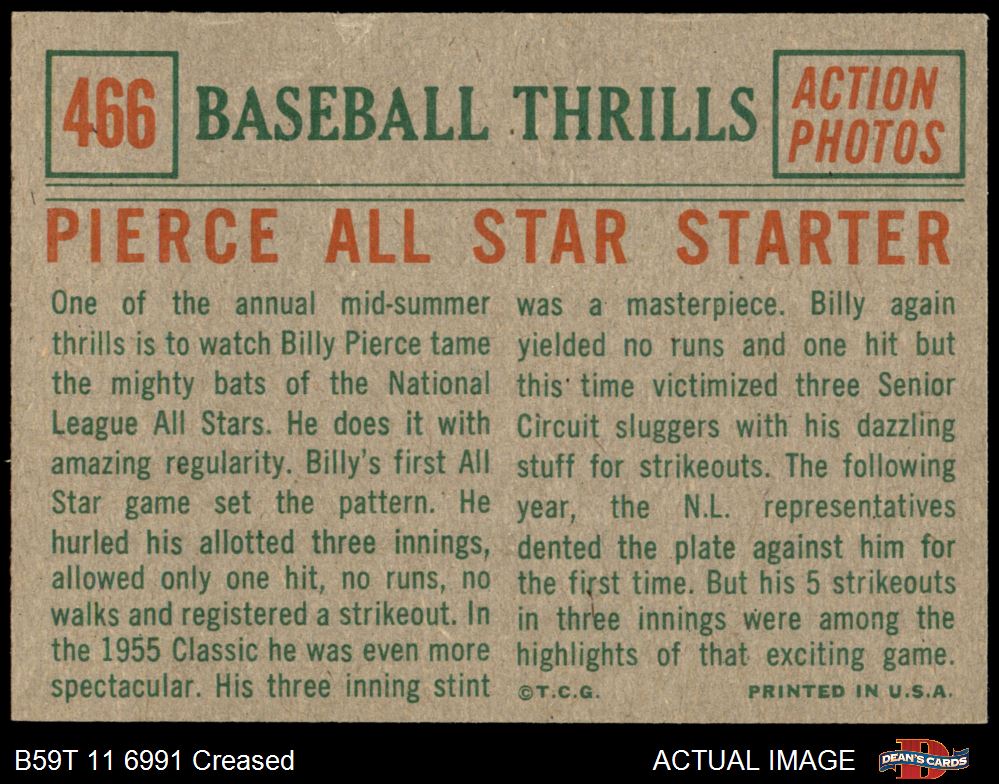 466
BASEBALL THRILLS
ACTION
PHOTOS
PIERCE ALL STAR STARTER
One of the annual mid-summer
thrills is to watch Billy Pierce tame
the mighty bats of the National
League All Stars. He does it with
amazing regularity. Billy's first All
Star game set the pattern. He
hurled his allotted three innings,
allowed only one hit, no runs, no
walks and registered a strikeout. In
the 1955 Classic he was even more
spectacular. His three inning stint
was a masterpiece. Billy again
yielded no runs and one hit but
this time victimized three Senior
Circuit sluggers with his dazzling
stuff for strikeouts. The following
year, the N.L. representatives
dented the plate against him for
the first time. But his 5 strikeouts
in three innings were among the
highlights of that exciting game.
©T.C.G. PRINTED IN U.S.A.
B59T 11 6991 Creased
ACTUAL IMAGE
DEAN'S CARDS